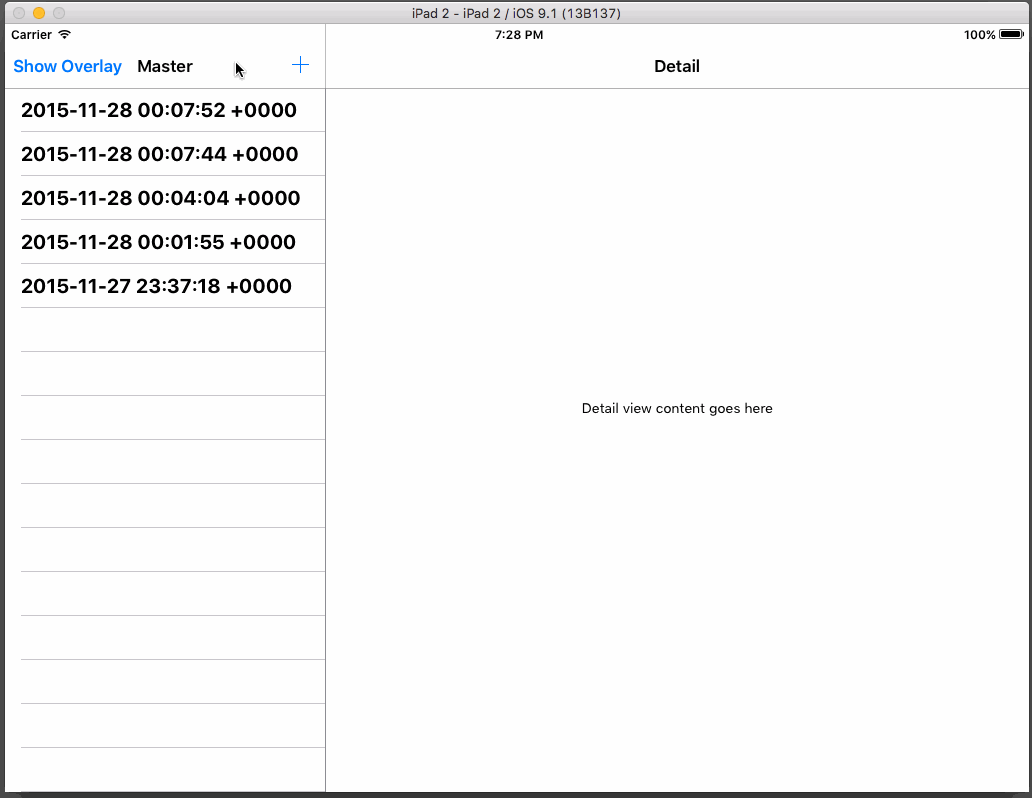 iPad 2 - iPad 2 / iOS 9.1 (13B137)
Carrier 7:28 PM 100%
Show Overlay Master Detail
2015-11-28 00:07:52 +0000
2015-11-28 00:07:44 +0000
2015-11-28 00:04:04 +0000
2015-11-28 00:01:55 +0000
2015-11-27 23:37:18 +0000
Detail view content goes here